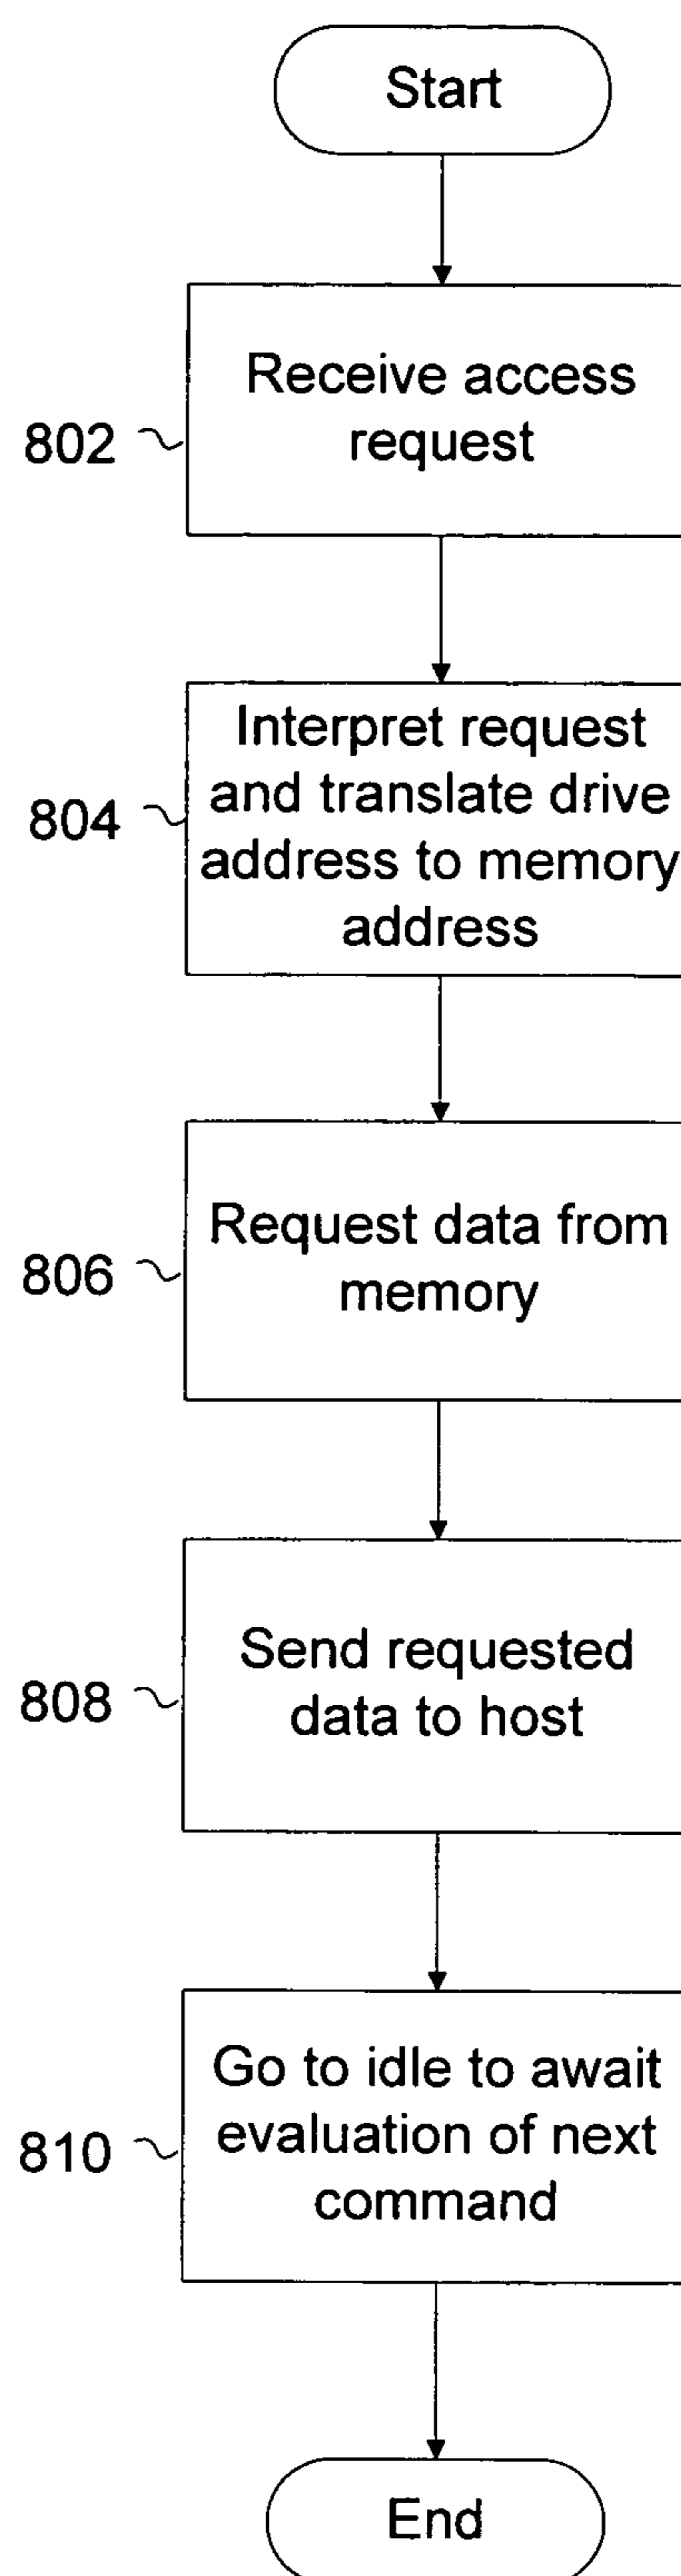 Start
Receive access
request
802
Interpret request
and translate drive
address to memory
address
804
Request data from
memory
806
Send requested
data to host
808
Go to idle to await
evaluation of next
command
810
End